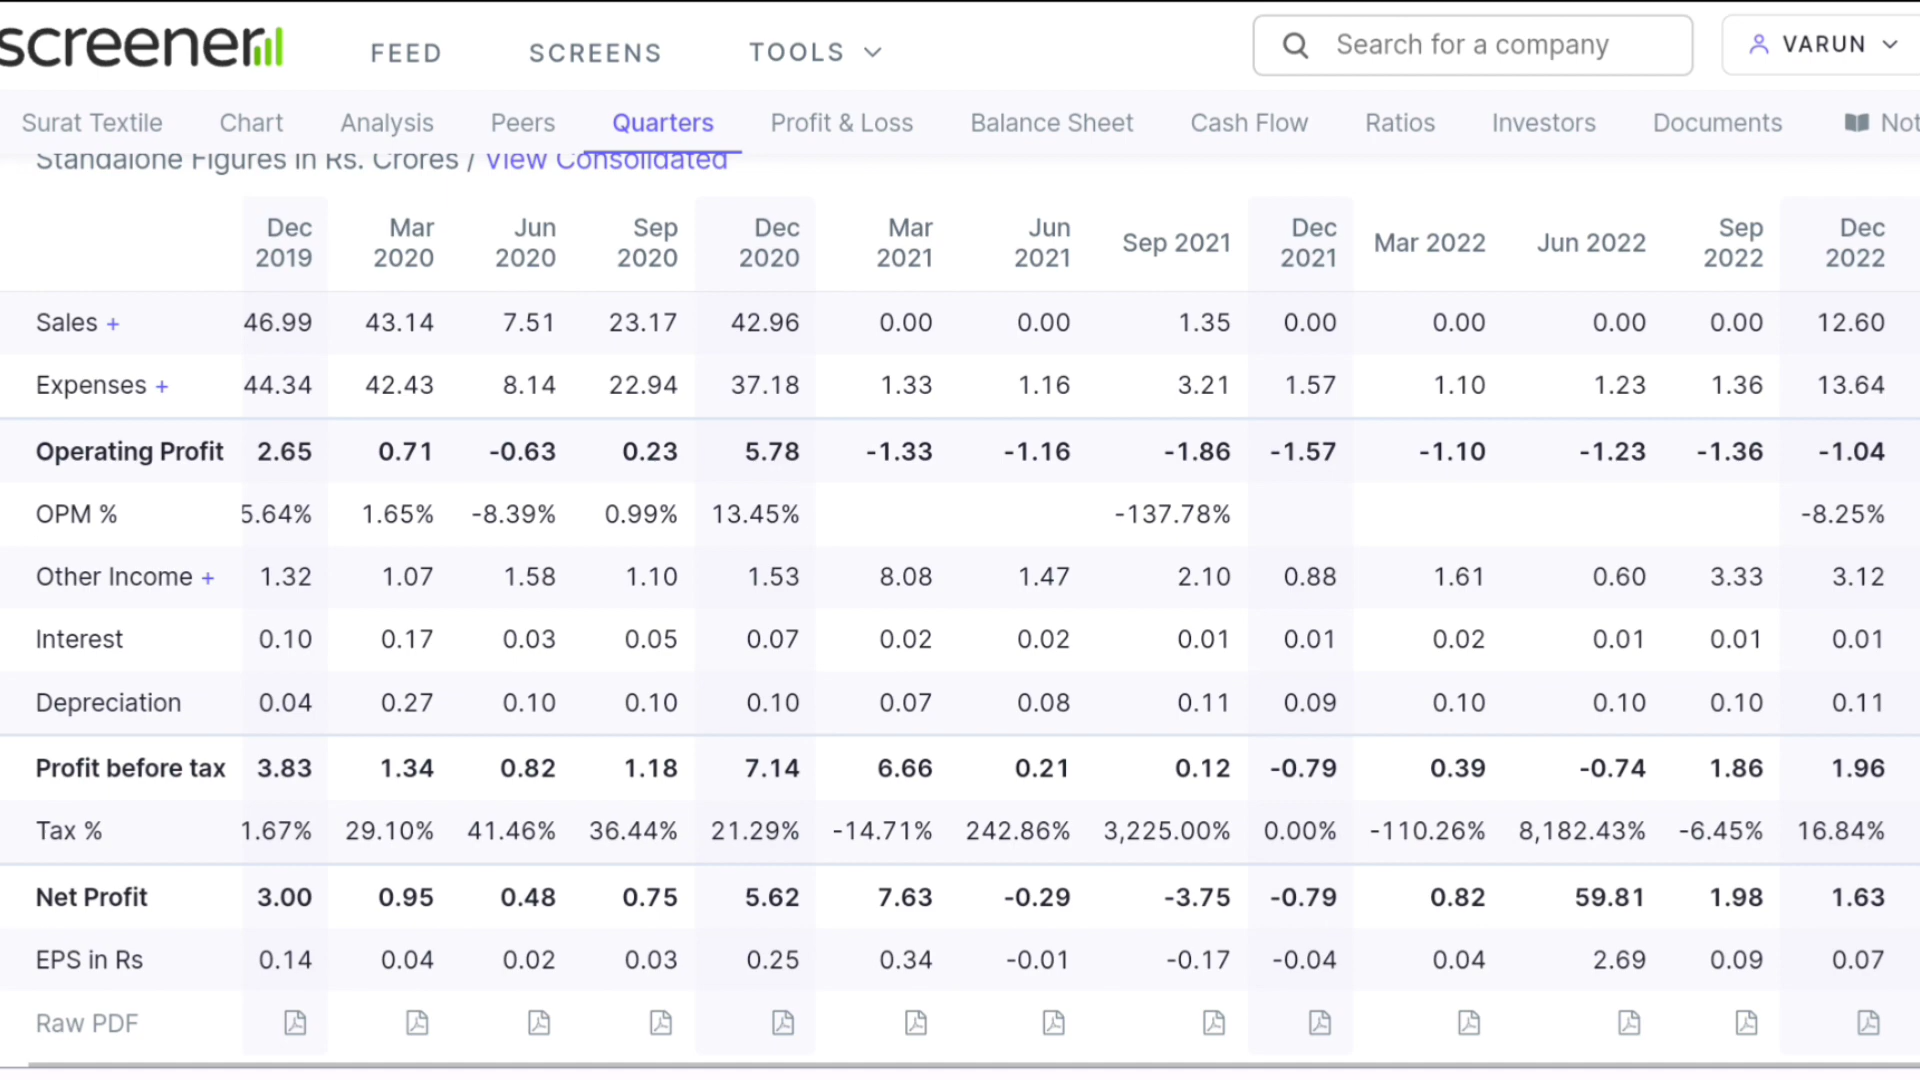 screener
FEED SCREENS TOOLS Search for a company VARUN
Surat Textile Chart Analysis Peers Quarters Profit & Loss Balance Sheet Cash Flow Ratios Investors Documents Not
Standalone Figures in Rs. Crores / View Consolidated
Dec 2019 Mar 2020 Jun 2020 Sep 2020 Dec 2020 Mar 2021 Jun 2021 Sep 2021 Dec 2021 Mar 2022 Jun 2022 Sep 2022 Dec 2022
Sales + 46.99 43.14 7.51 23.17 42.96 0.00 0.00 1.35 0.00 0.00 0.00 0.00 12.60
Expenses + 44.34 42.43 8.14 22.94 37.18 1.33 1.16 3.21 1.57 1.10 1.23 1.36 13.64
Operating Profit 2.65 0.71 -0.63 0.23 5.78 -1.33 -1.16 -1.86 -1.57 -1.10 -1.23 -1.36 -1.04
OPM % 5.64% 1.65% -8.39% 0.99% 13.45% -137.78% -8.25%
Other Income + 1.32 1.07 1.58 1.10 1.53 8.08 1.47 2.10 0.88 1.61 0.60 3.33 3.12
Interest 0.10 0.17 0.03 0.05 0.07 0.02 0.02 0.01 0.01 0.02 0.01 0.01 0.01
Depreciation 0.04 0.27 0.10 0.10 0.10 0.07 0.08 0.11 0.09 0.10 0.10 0.10 0.11
Profit before tax 3.83 1.34 0.82 1.18 7.14 6.66 0.21 0.12 -0.79 0.39 -0.74 1.86 1.96
Tax % 1.67% 29.10% 41.46% 36.44% 21.29% -14.71% 242.86% 3,225.00% 0.00% -110.26% 8,182.43% -6.45% 16.84%
Net Profit 3.00 0.95 0.48 0.75 5.62 7.63 -0.29 -3.75 -0.79 0.82 59.81 1.98 1.63
EPS in Rs 0.14 0.04 0.02 0.03 0.25 0.34 -0.01 -0.17 -0.04 0.04 2.69 0.09 0.07
Raw PDF